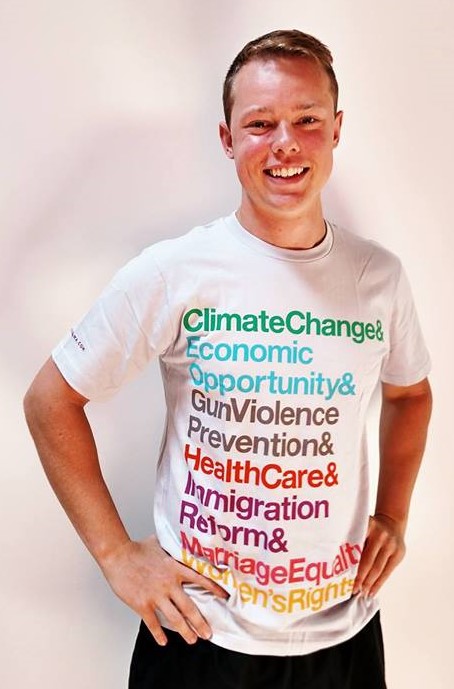 ClimateChange&
Economic
Opportunity&
GunViolence
Prevention&
HealthCare&
Immigration
Reform&
MarriageEquality
Women'sRights